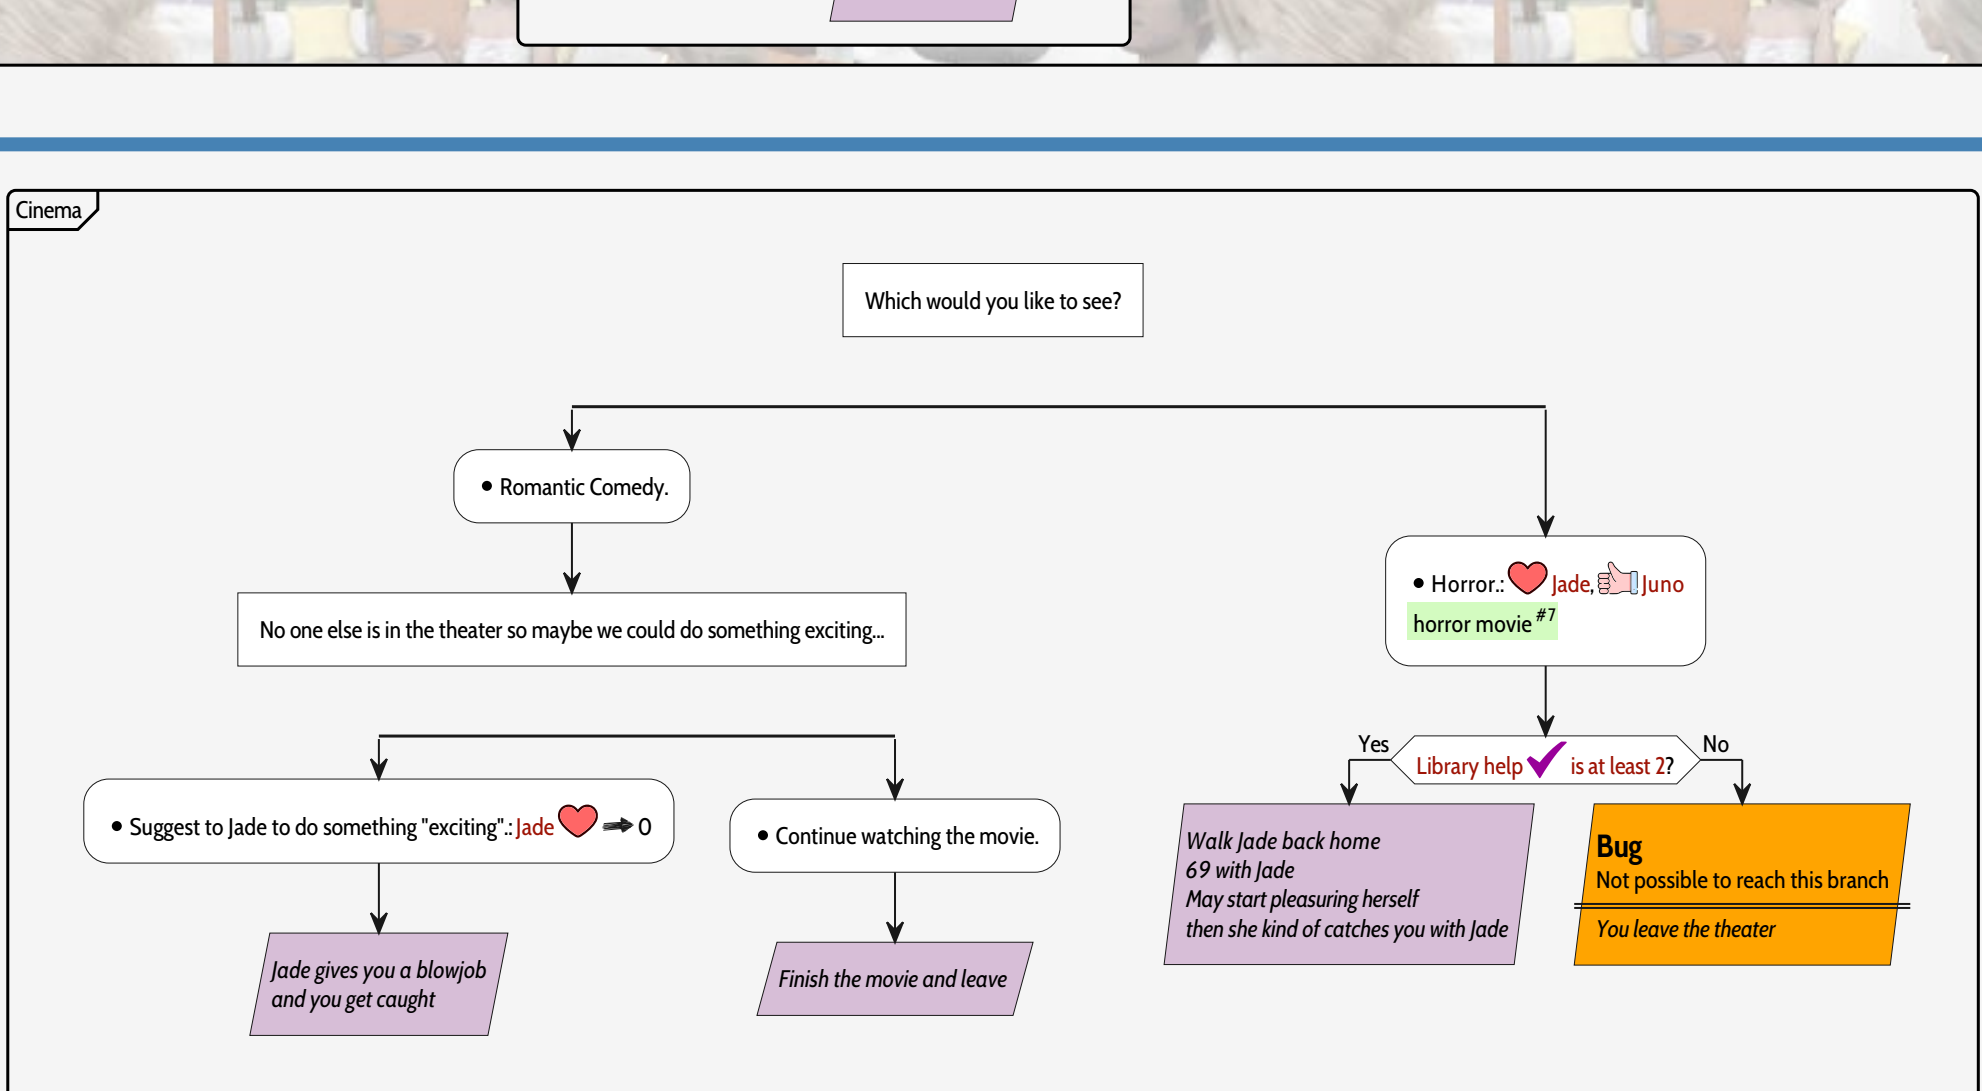 Cinema
Which would you like to see?
• Romantic Comedy.
No one else is in the theater so maybe we could do something exciting...
• Suggest to Jade to do something "exciting".: Jade 0
• Continue watching the movie.
Jade gives you a blowjob
and you get caught
Finish the movie and leave
• Horror.: Jade, Juno
horror movie #7
Yes
Library help is at least 2?
No
Walk Jade back home
69 with Jade
May start pleasuring herself
then she kind of catches you with Jade
Bug
Not possible to reach this branch
You leave the theater